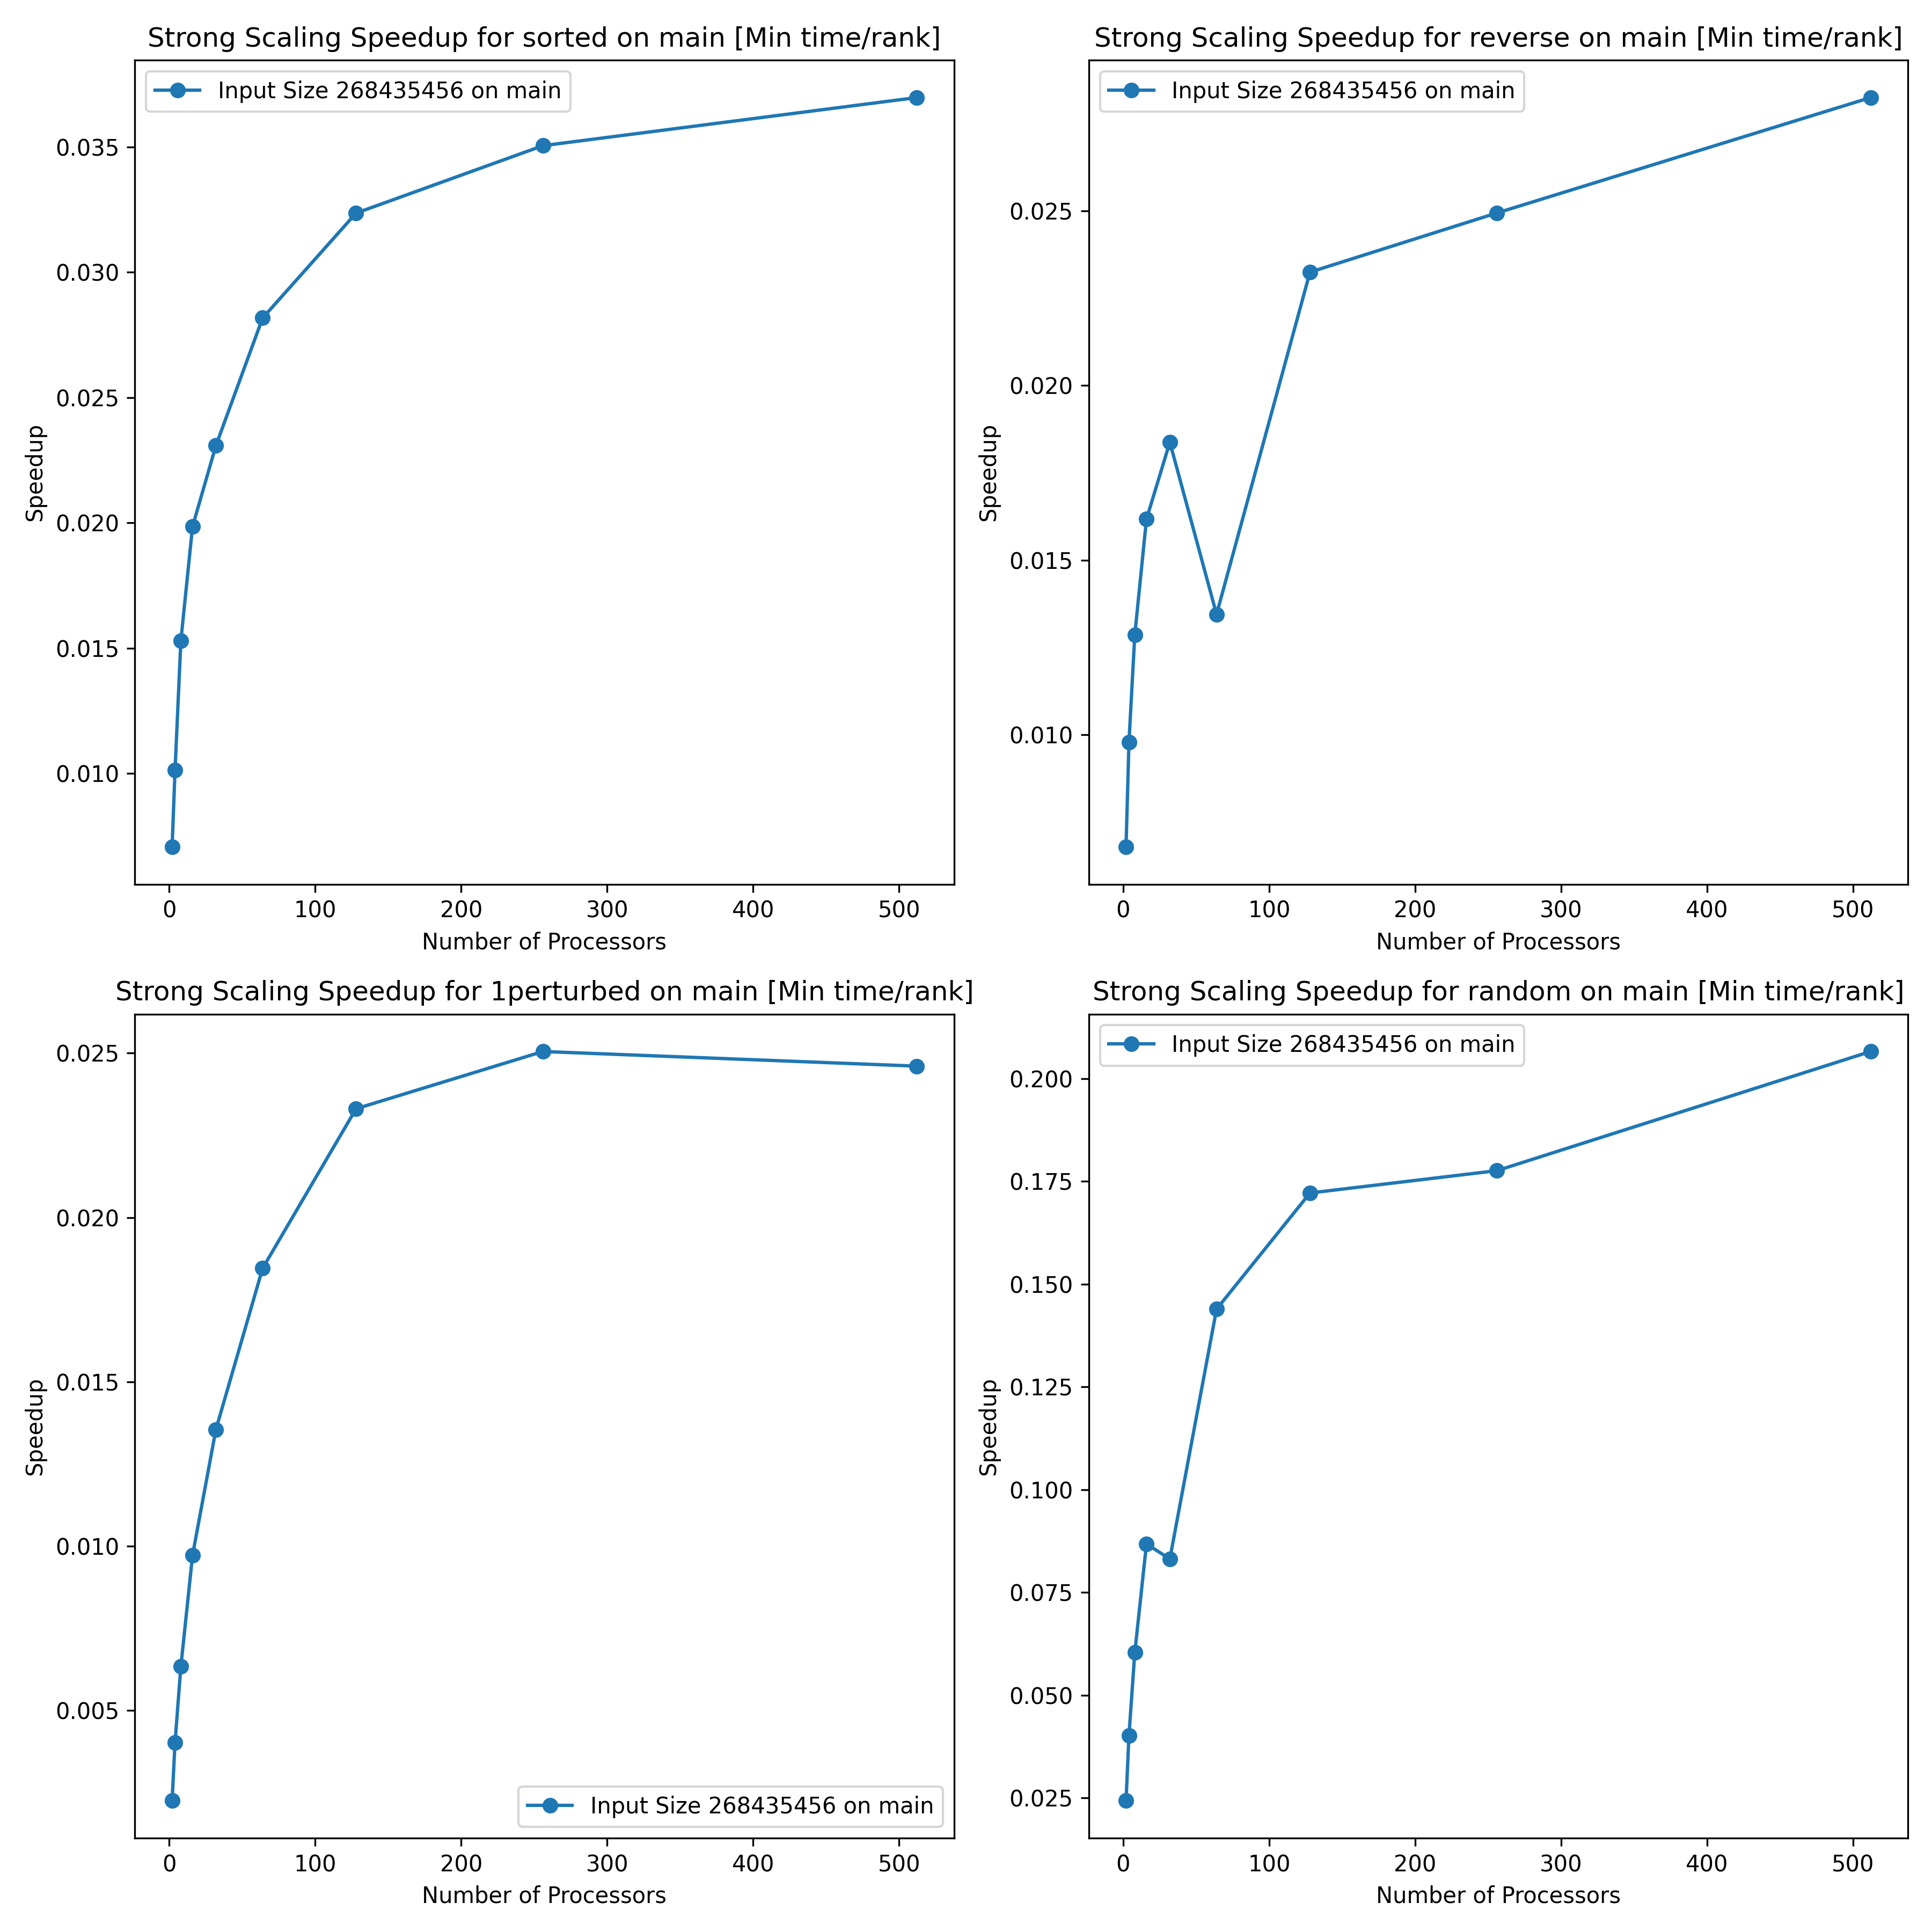 Strong Scaling Speedup for sorted on main [Min time/rank]
Input Size 268435456 on main
0.035
0.030
0.025
0.020
0.015
0.010
Speedup
0 100 200 300 400 500
Number of Processors
Strong Scaling Speedup for reverse on main [Min time/rank]
Input Size 268435456 on main
0.025
0.020
0.015
0.010
Speedup
0 100 200 300 400 500
Number of Processors
Strong Scaling Speedup for 1perturbed on main [Min time/rank]
0.025
0.020
0.015
0.010
0.005
Speedup
Input Size 268435456 on main
0 100 200 300 400 500
Number of Processors
Strong Scaling Speedup for random on main [Min time/rank]
Input Size 268435456 on main
0.200
0.175
0.150
0.125
0.100
0.075
0.050
0.025
Speedup
0 100 200 300 400 500
Number of Processors